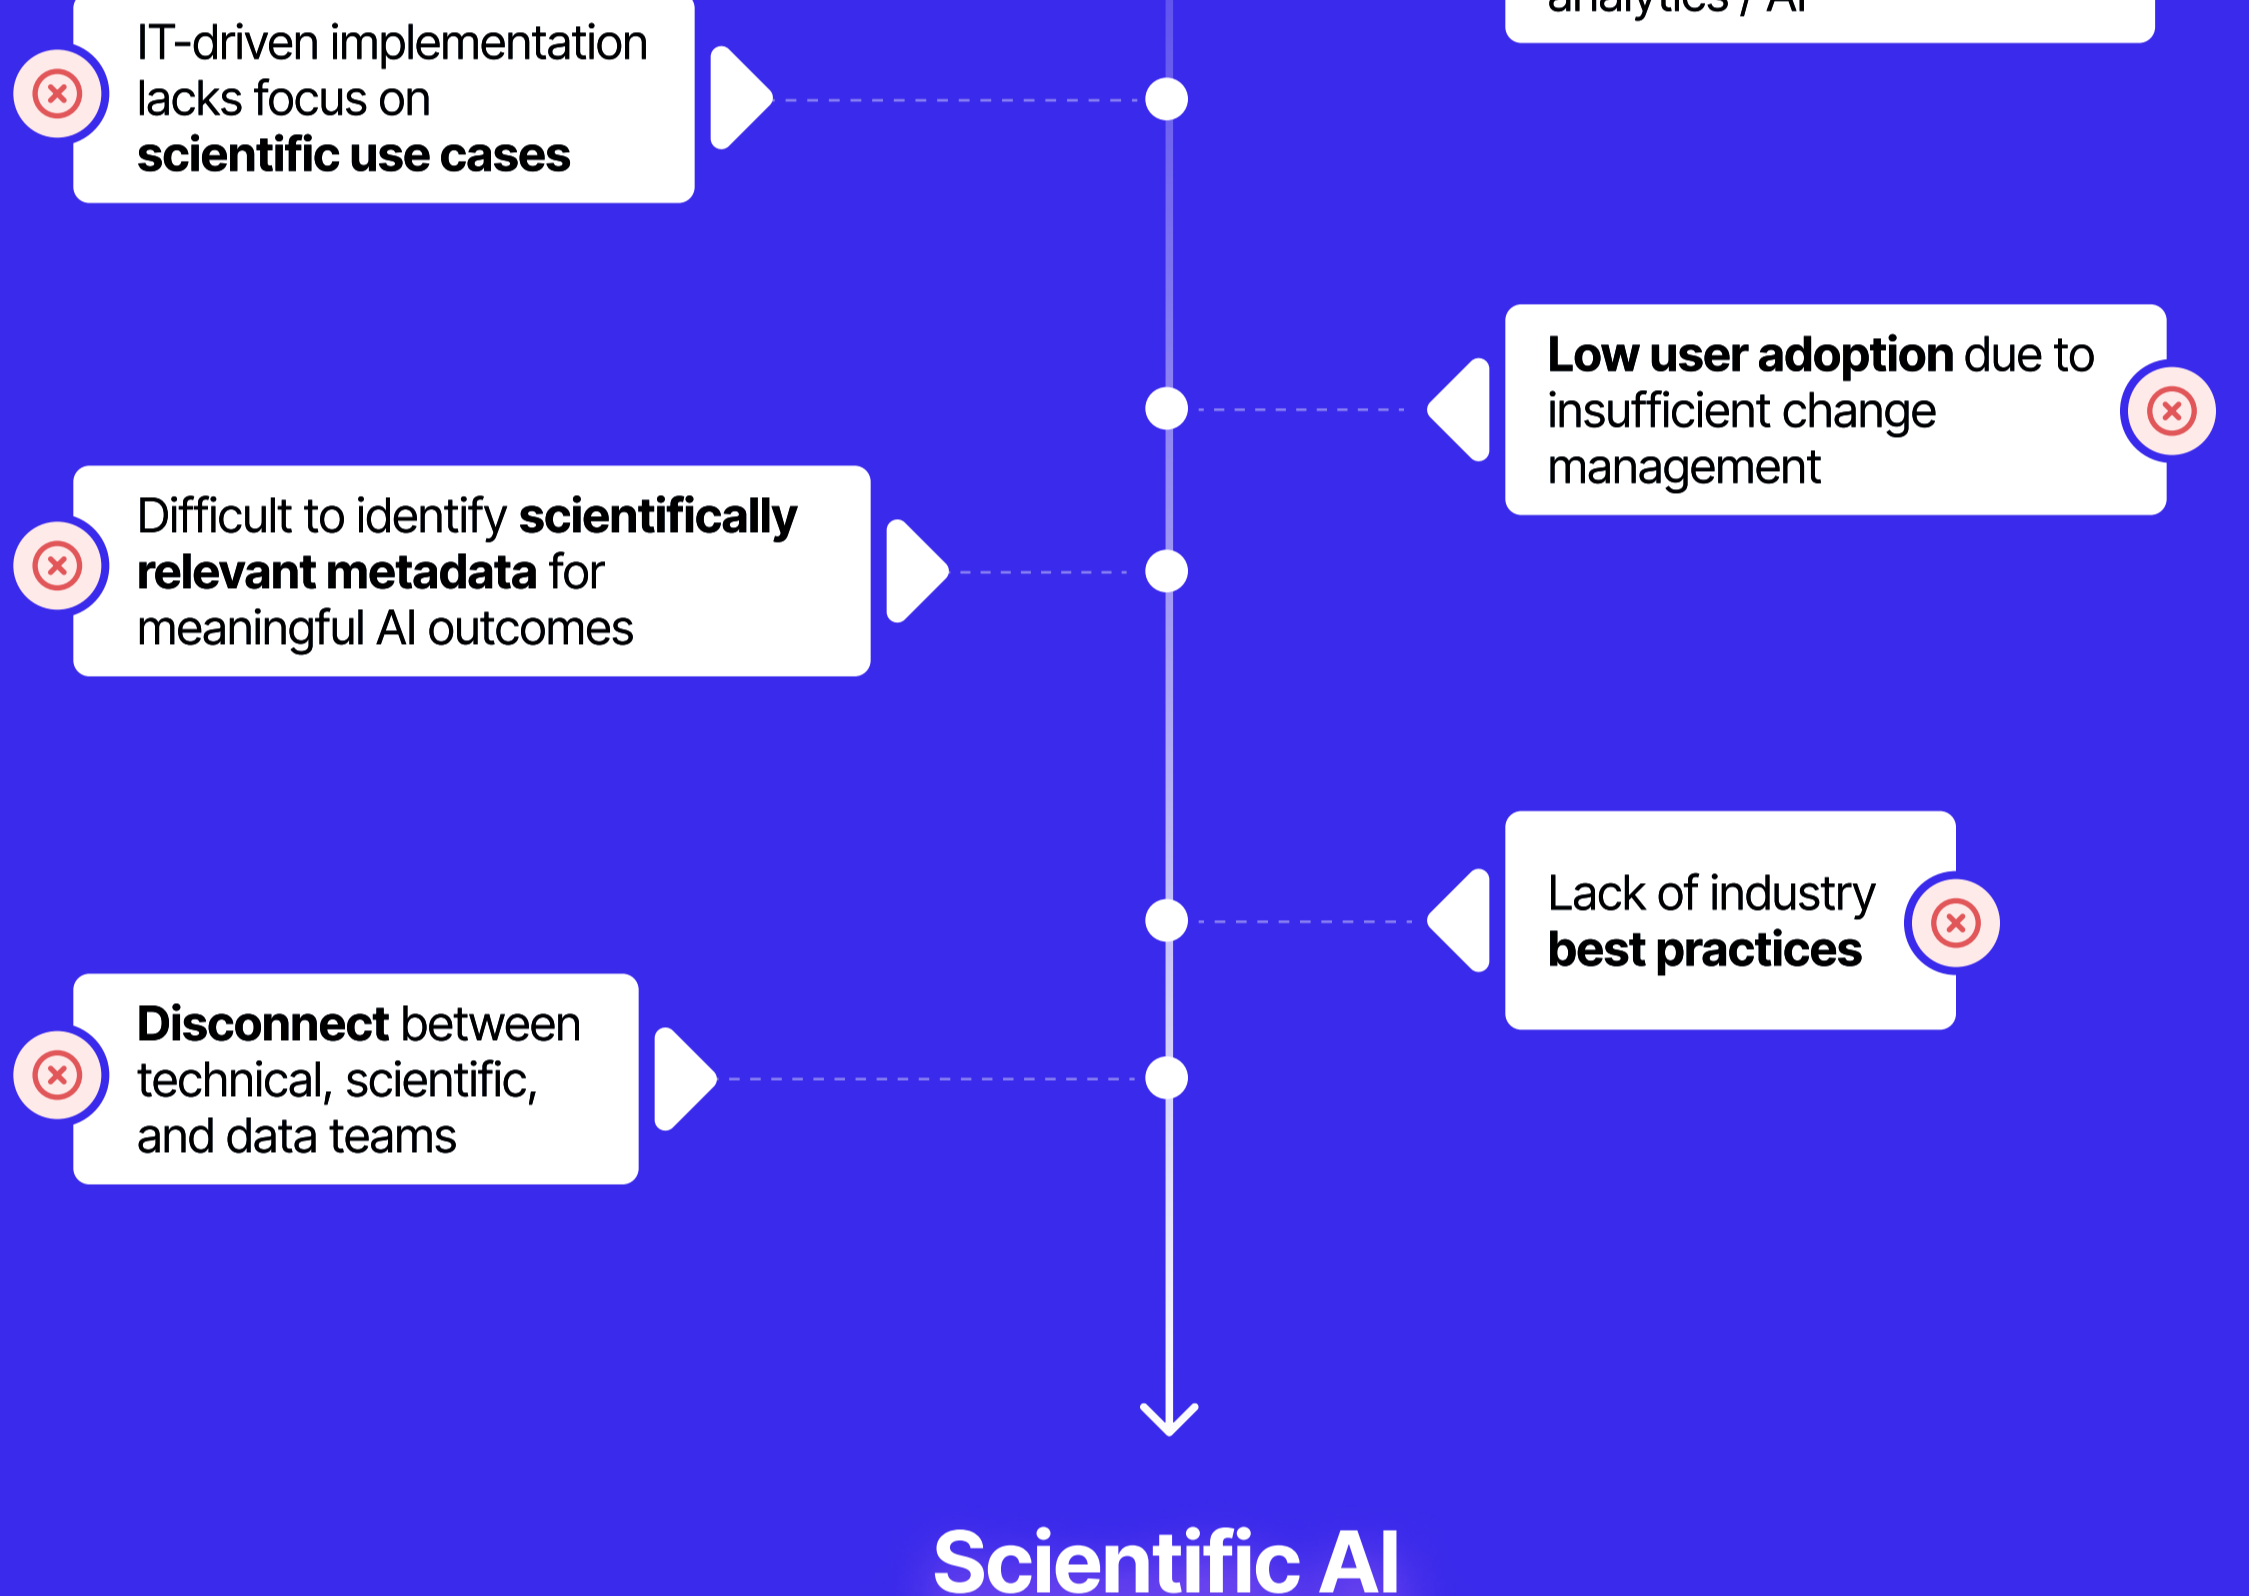 analytics / AI
IT-driven implementation
lacks focus on
scientific use cases
Low user adoption due to
insufficient change
management
Difficult to identify scientifically
relevant metadata for
meaningful AI outcomes
Lack of industry
best practices
Disconnect between
technical, scientific,
and data teams
Scientific AI